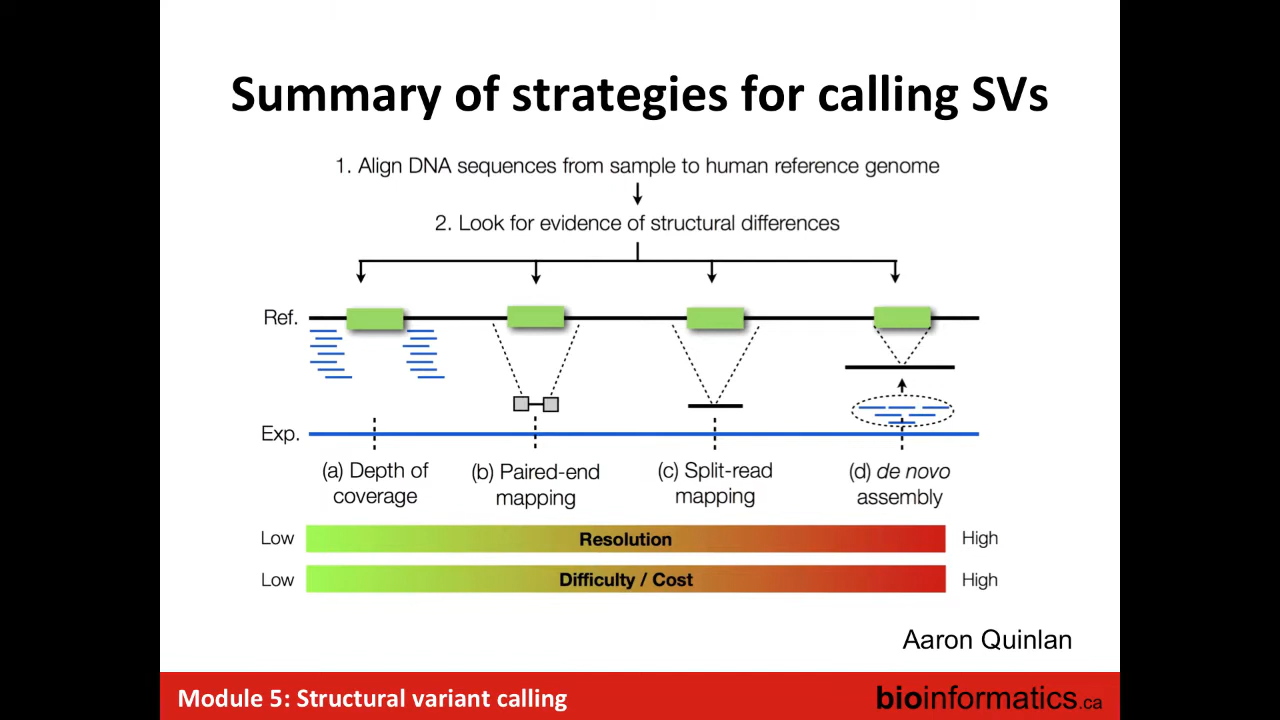 Summary of strategies for calling SVs
1. Align DNA sequences from sample to human reference genome
2. Look for evidence of structural differences
Ref.
Exp.
(a) Depth of
coverage
(b) Paired-end
mapping
(c) Split-read
mapping
(d) de novo
assembly
Low Resolution High
Low Difficulty / Cost High
Aaron Quinlan
Module 5: Structural variant calling
bioinformatics.ca